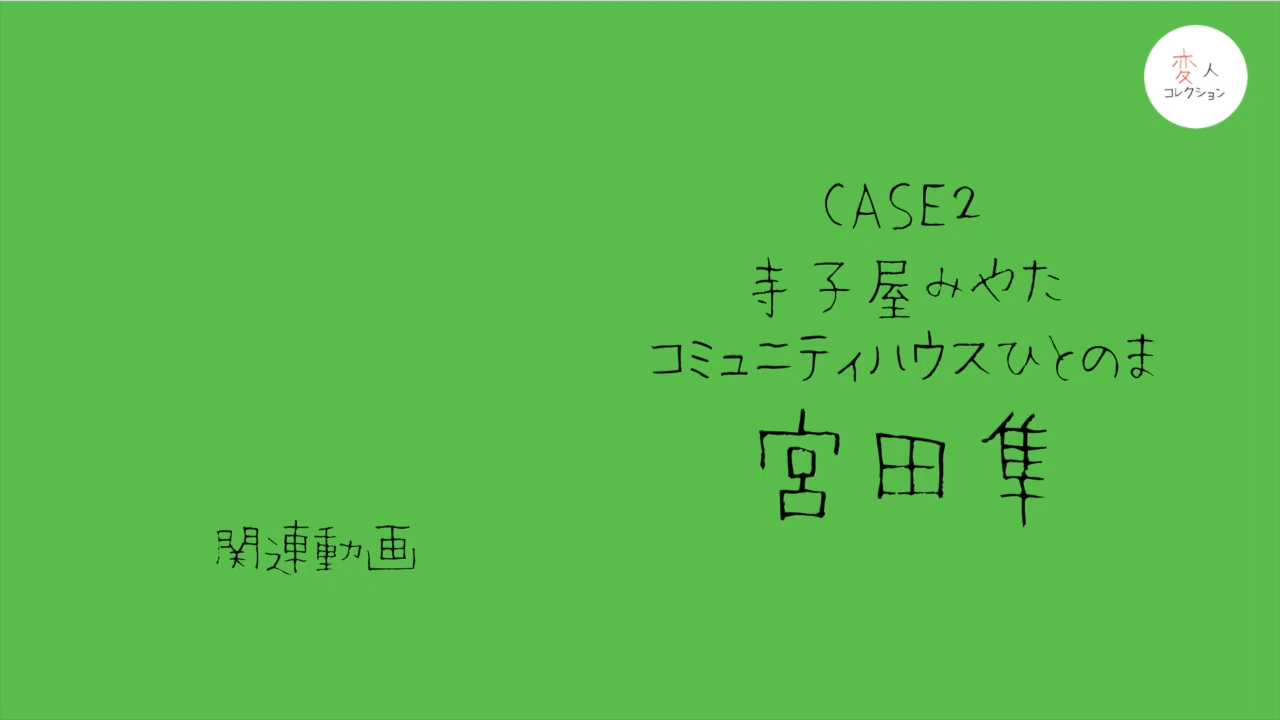 変人
コレクション
CASE2
寺子屋みやた
コミュニティハウスひとのま
宮田隼
関連動画